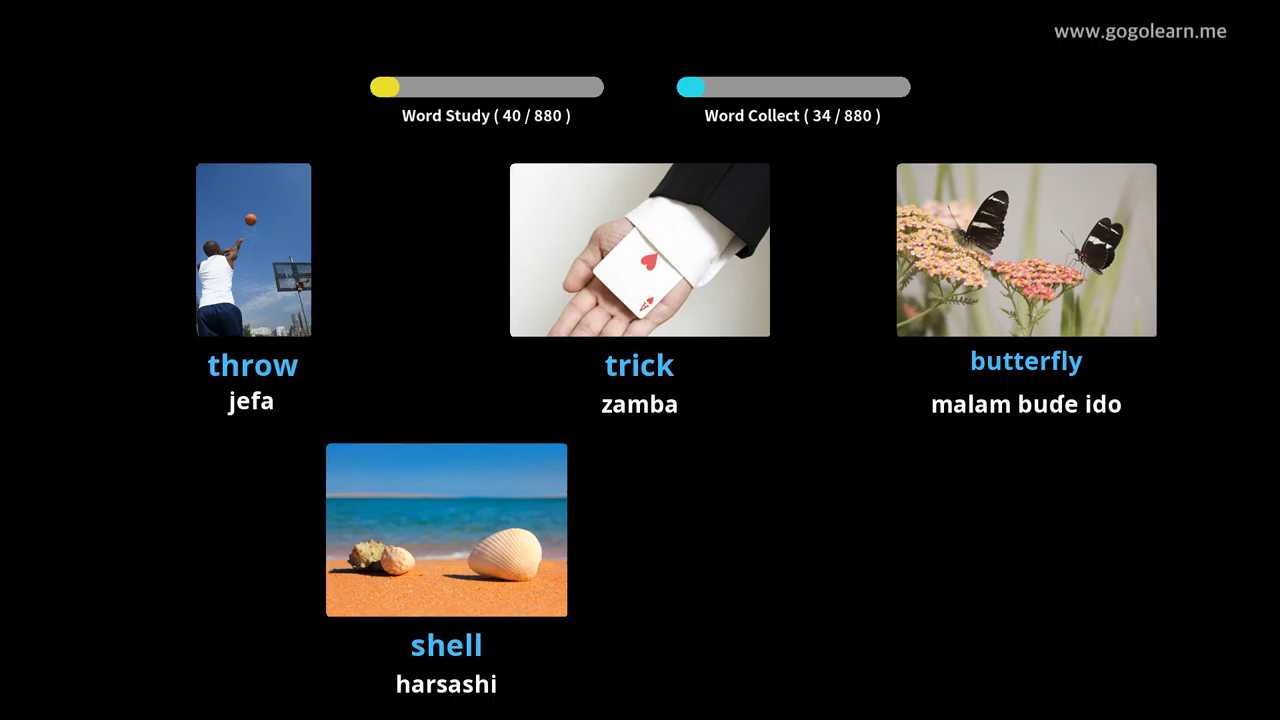 www.gogolearn.me
Word Study ( 40 / 880 )
Word Collect ( 34 / 880 )
throw
jefa
trick
zamba
butterfly
malam buɗe ido
shell
harsashi